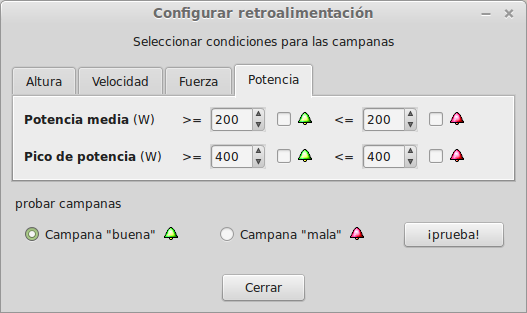 Configurar retroalimentación
Seleccionar condiciones para las campanas
Altura Velocidad Fuerza Potencia
Potencia media (W) >= 200 <= 200
Pico de potencia (W) >= 400 <= 400
probar campanas
Campana "buena" Campana "mala" ¡prueba!
Cerrar